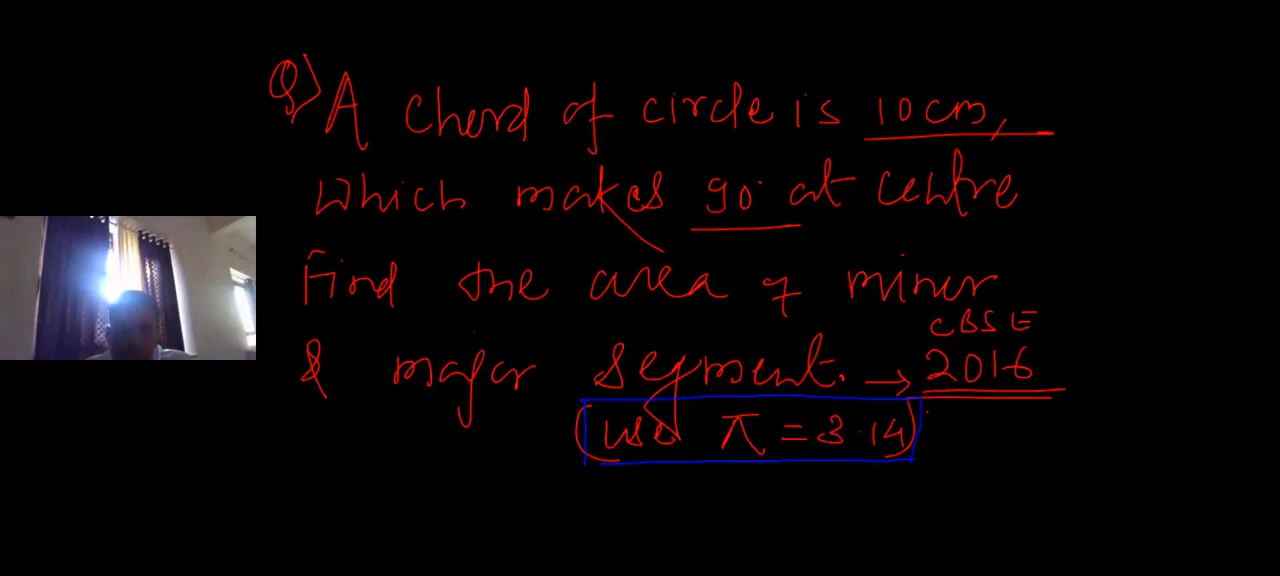 Q) A chord of circle is 10cm,
which makes 90° at centre
Find the area of minor
& major segment. → CBSE 2016
(use π = 3.14)